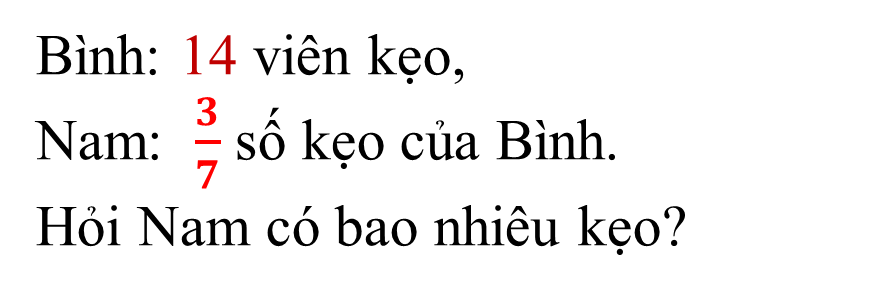 Bình: 14 viên kẹo,
Nam: 3/7 số kẹo của Bình.
Hỏi Nam có bao nhiêu kẹo?